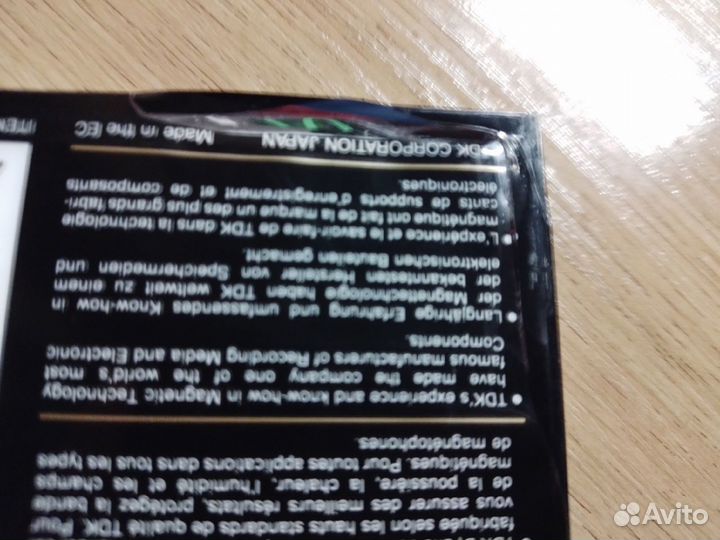 fabriquée selon les hauts standards de qualité TDK. Pour
vous assurer des meilleurs résultats, protégez la bande
de la poussière, la chaleur, l'humidité et les champs
magnétiques. Pour toutes applications dans tous les types
de magnétophones.
• TDK's experience and know-how in Magnetic Technology
have made the company one of the world's most
famous manufacturers of Recording Media and Electronic
Components.
• Langjährige Erfahrung und umfassendes Know-how in
der Magnettechnologie haben TDK weltweit zu einem
der bekanntesten Hersteller von Speichermedien und
elektronischen Bauteilen gemacht.
• L'expérience et le savoir-faire de TDK dans la technologie
magnétique ont fait de la marque un des plus grands fabri-
cants de supports d'enregistrement et de composants
électroniques.
TDK CORPORATION JAPAN Made in the EC
Avito